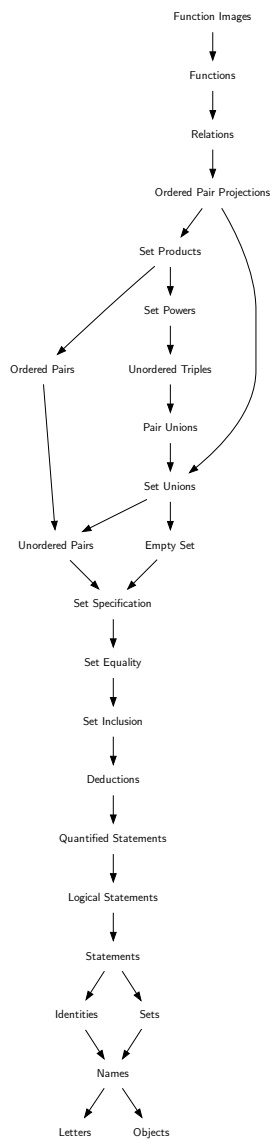 Function Images
Functions
Relations
Ordered Pair Projections
Set Products
Set Powers
Ordered Pairs
Unordered Triples
Pair Unions
Set Unions
Unordered Pairs
Empty Set
Set Specification
Set Equality
Set Inclusion
Deductions
Quantified Statements
Logical Statements
Statements
Identities
Sets
Names
Letters
Objects